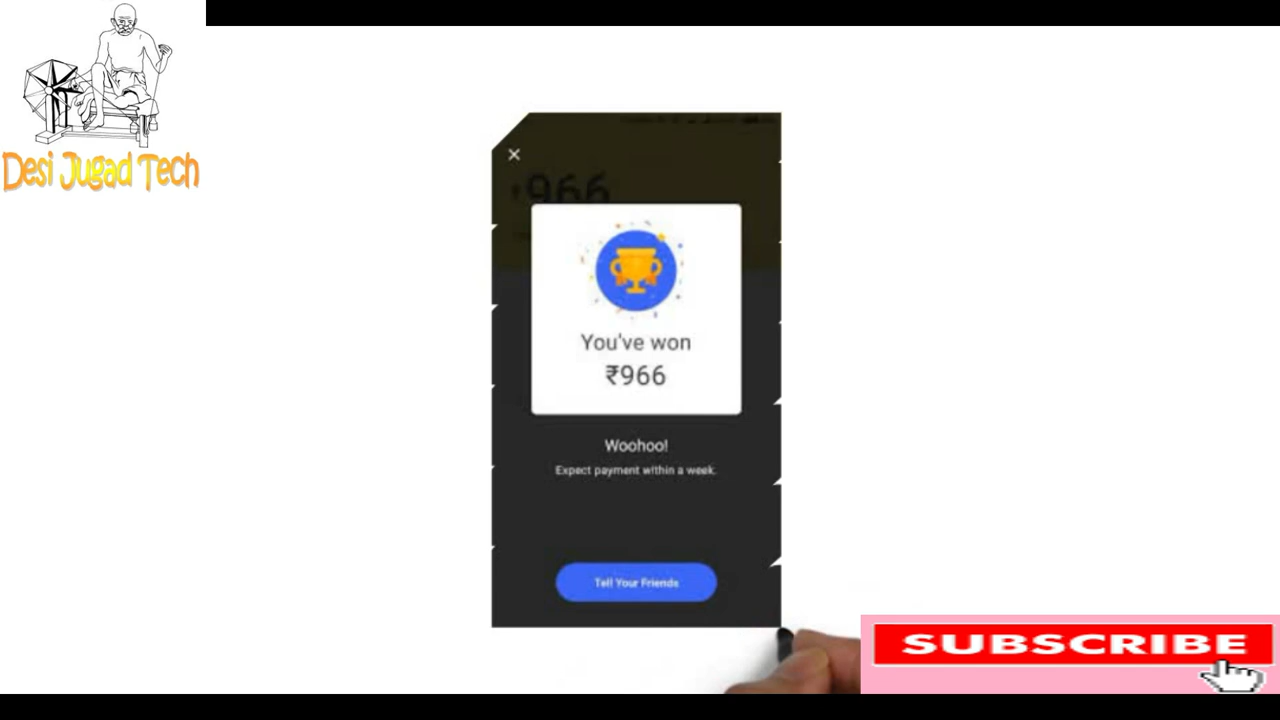 Desi Jugad Tech
₹966
You've won
₹966
Woohoo!
Expect payment within a week.
Tell Your Friends
SUBSCRIBE